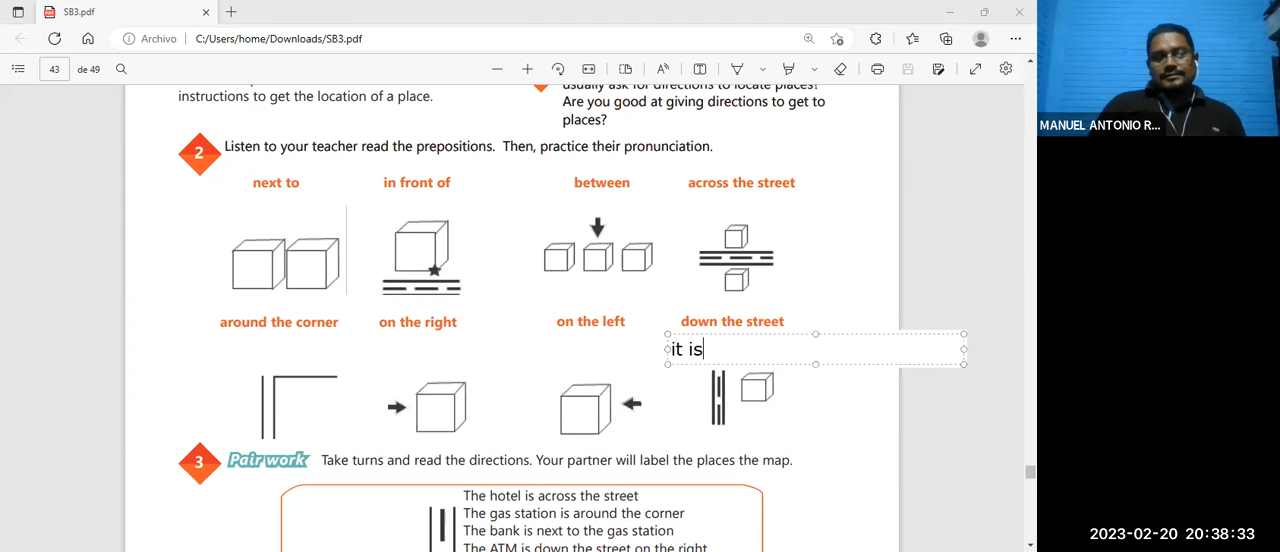 SB3.pdf
Archivo
C:/Users/home/Downloads/SB3.pdf
43
de 49
instructions to get the location of a place.
usually ask for directions to locate places?
Are you good at giving directions to get to
places?
2
Listen to your teacher read the prepositions. Then, practice their pronunciation.
next to
in front of
between
across the street
around the corner
on the right
on the left
down the street
it is
3
Pair work
Take turns and read the directions. Your partner will label the places the map.
The hotel is across the street
The gas station is around the corner
The bank is next to the gas station
The ATM is down the street on the right
MANUEL ANTONIO R...
2023-02-20 20:38:33